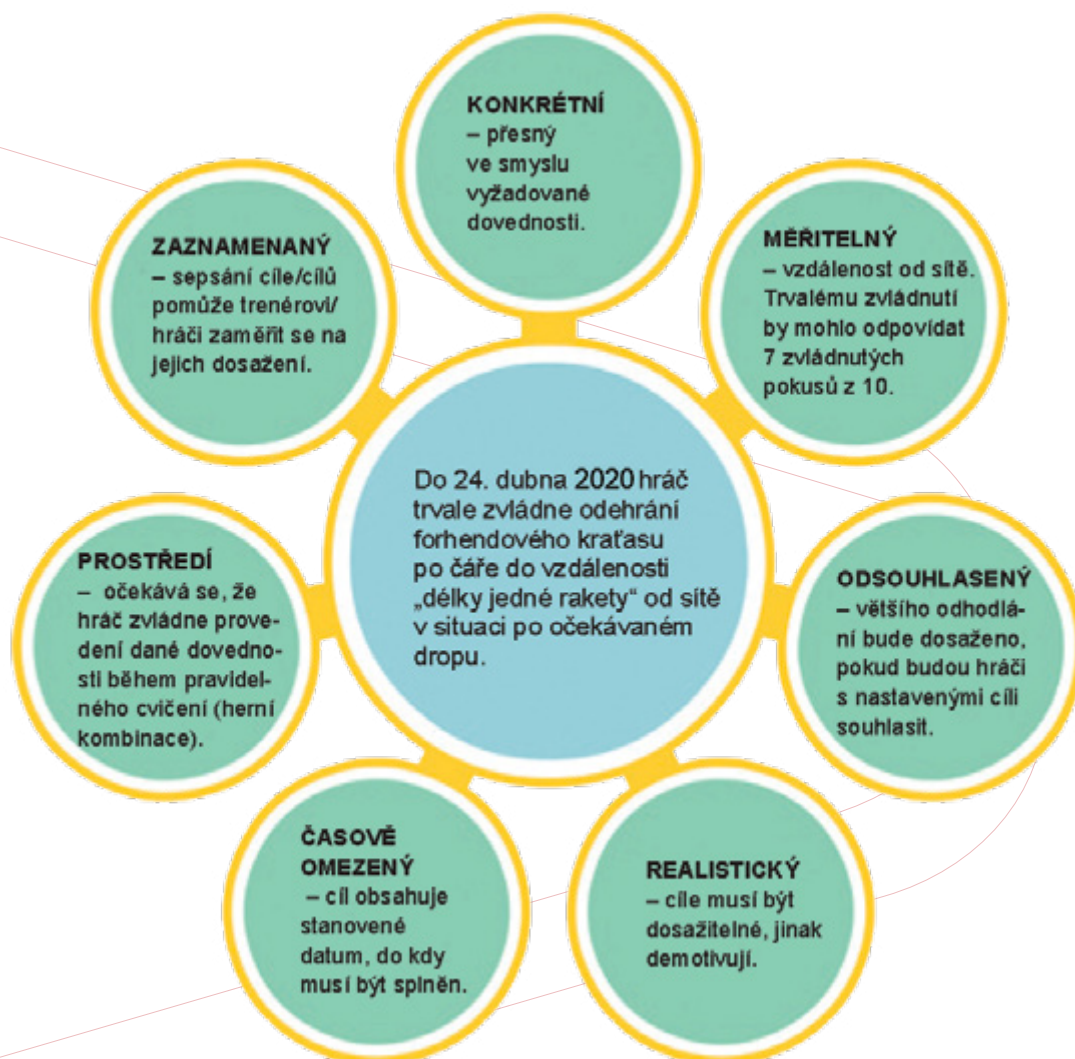 KONKRÉTNÍ
– přesný
ve smyslu
vyžadované
dovednosti.
MĚŘITELNÝ
– vzdálenost od sítě.
Trvalému zvládnutí
by mohlo odpovídat
7 zvládnutých
pokusů z 10.
ODSOUHLASENÝ
– většího odhodlá-
ní bude dosaženo,
pokud budou hráči
s nastavenými cíli
souhlasit.
REALISTICKÝ
– cíle musí být
dosažitelné, jinak
demotivují.
ČASOVĚ
OMEZENÝ
– cíl obsahuje
stanovené
datum, do kdy
musí být splněn.
PROSTŘEDÍ
– očekává se, že
hráč zvládne prove-
dení dané dovedno-
sti během pravidel-
ného cvičení (herní
kombinace).
ZAZNAMENANÝ
– sepsání cíle/cílů
pomůže trenérovi/
hráči zaměřit se na
jejich dosažení.
Do 24. dubna 2020 hráč
trvale zvládne odehrání
forhendového kraťasu
po čáře do vzdálenosti
„délky jedné rakety“ od sítě
v situaci po očekávaném
dropu.